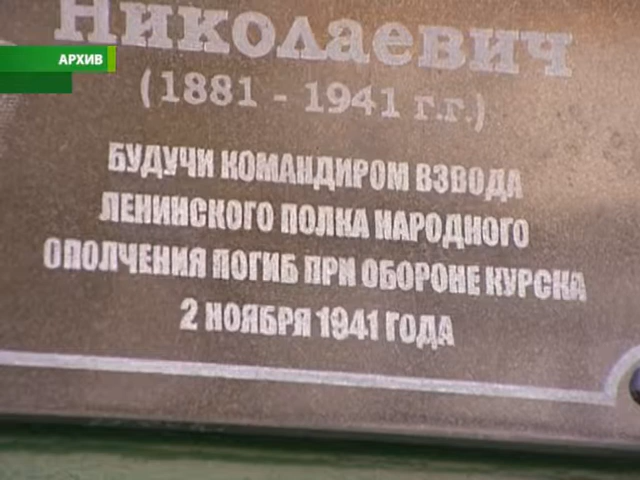 Николаевич
АРХИВ
(1881 - 1941 г.г.)
БУДУЧИ КОМАНДИРОМ ВЗВОДА
ЛЕНИНСКОГО ПОЛКА НАРОДНОГО
ОПОЛЧЕНИЯ ПОГИБ ПРИ ОБОРОНЕ КУРСКА
2 НОЯБРЯ 1941 ГОДА